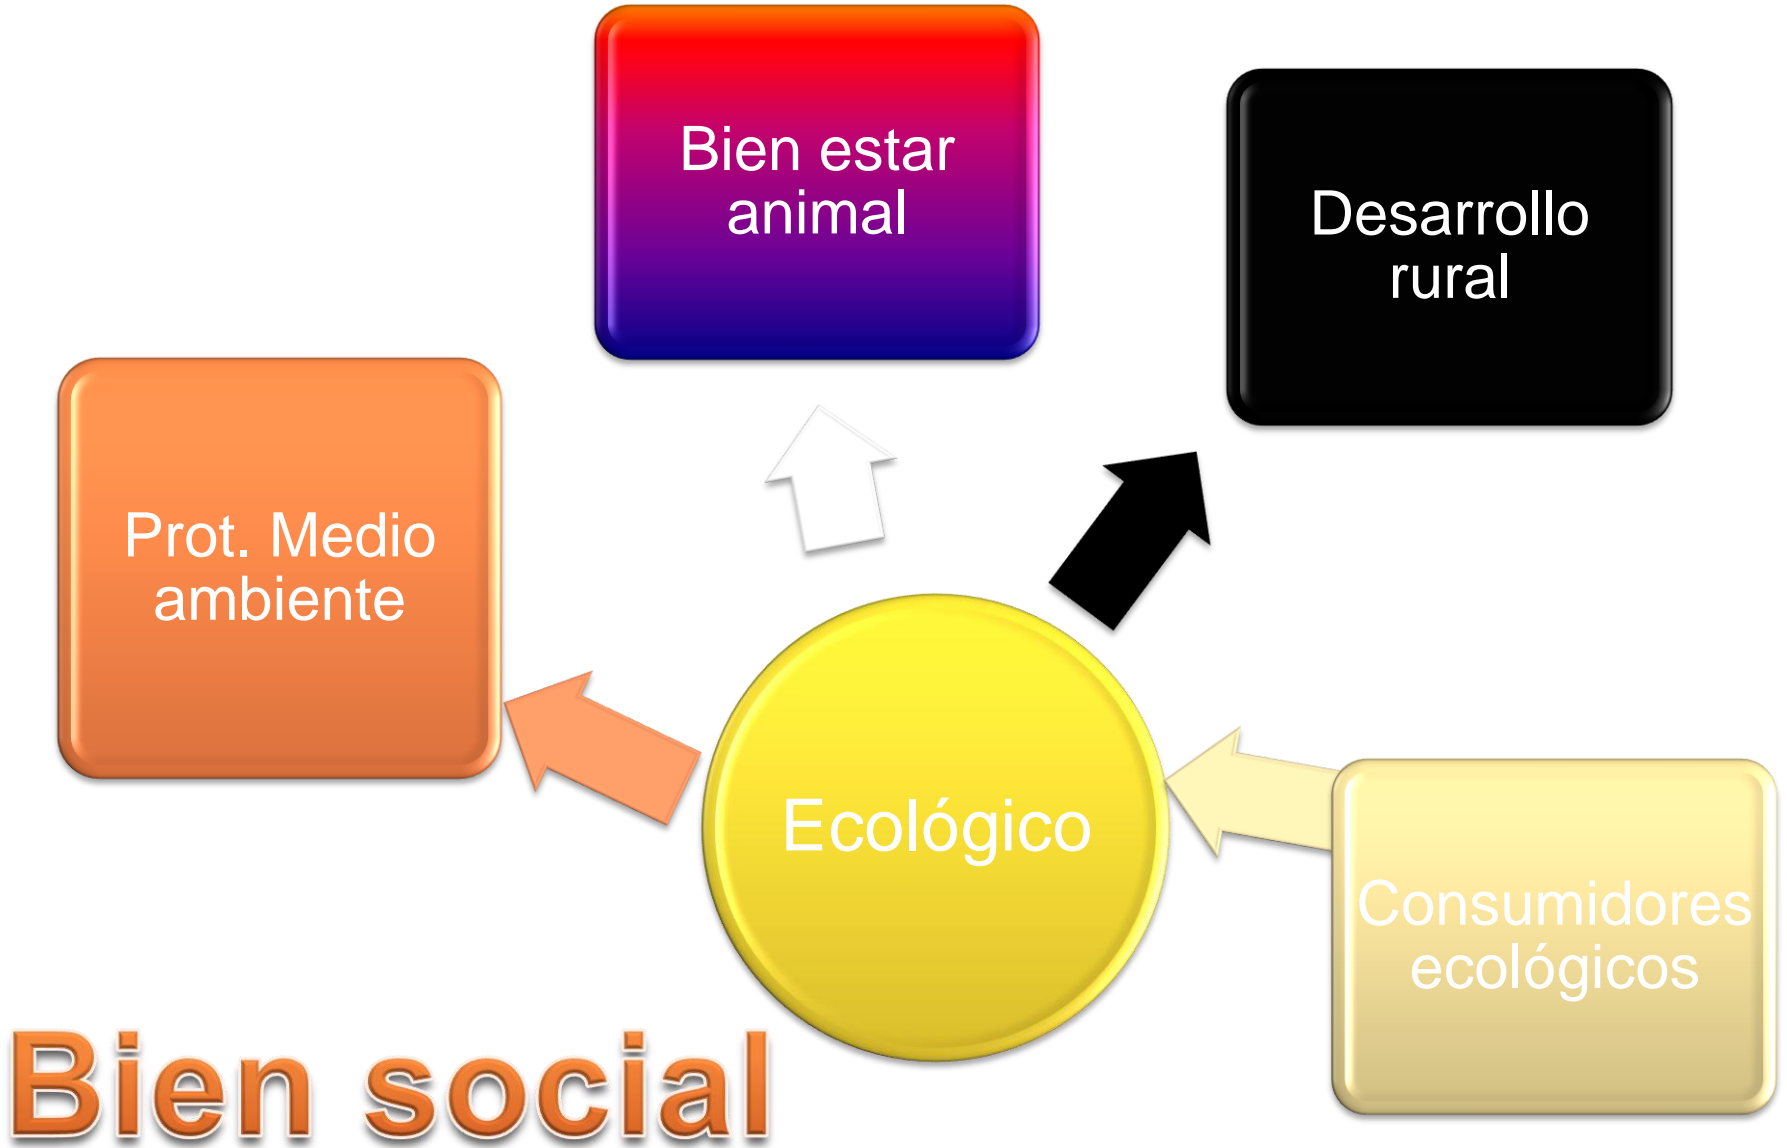 Bien estar
animal
Desarrollo
rural
Prot. Medio
ambiente
Ecológico
Consumidores
ecológicos
Bien social